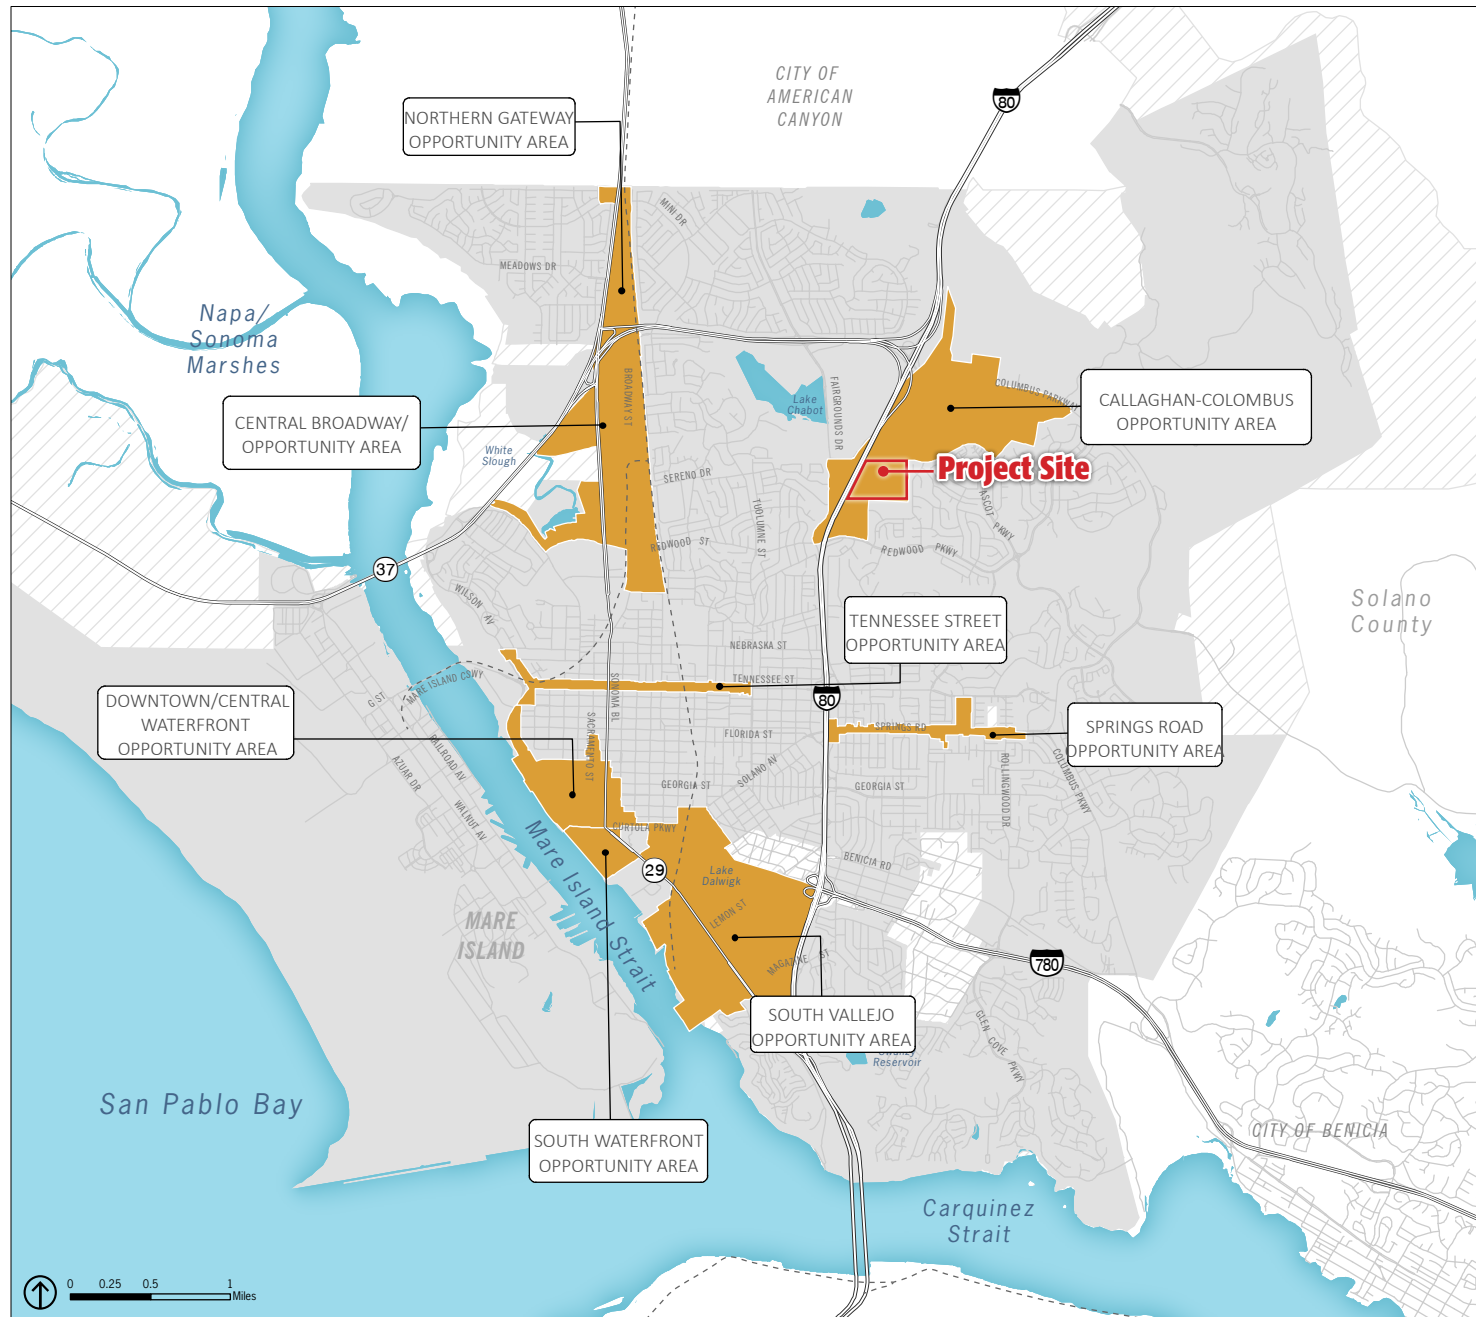 CITY OF
AMERICAN
CANYON
80
NORTHERN GATEWAY
OPPORTUNITY AREA
MINI DR
MEADOWS DR
Napa/
Sonoma
Marshes
BROADWAY ST
Lake
Chabot
FAIRGROUNDS DR
COLUMBUS PARKWAY
CALLAGHAN-COLOMBUS
OPPORTUNITY AREA
CENTRAL BROADWAY/
OPPORTUNITY AREA
White
Slough
SERENO DR
Project Site
TUOLUMNE ST
ASCOT PKWY
REDWOOD ST
REDWOOD PKWY
37
WILSON AV
Solano
County
TENNESSEE STREET
OPPORTUNITY AREA
NEBRASKA ST
TENNESSEE ST
MARE ISLAND CSWY
G ST
SONOMA BL
80
DOWNTOWN/CENTRAL
WATERFRONT
OPPORTUNITY AREA
SACRAMENTO ST
FLORIDA ST
SPRINGS RD
SPRINGS ROAD
OPPORTUNITY AREA
RAILROAD AV
AZUAR DR
WALNUT AV
GEORGIA ST
SOLANO AV
GEORGIA ST
ROLLINGWOOD DR
COLUMBUS PKWY
CURTOLA PKWY
BENICIA RD
29
Lake
Dalwigk
LEMON ST
MARE
ISLAND
Mare Island Strait
MAGAZINE ST
780
SOUTH VALLEJO
OPPORTUNITY AREA
Reservoir
GLEN COVE PKWY
San Pablo Bay
SOUTH WATERFRONT
OPPORTUNITY AREA
CITY OF BENICIA
Carquinez
Strait
0 0.25 0.5 1
Miles